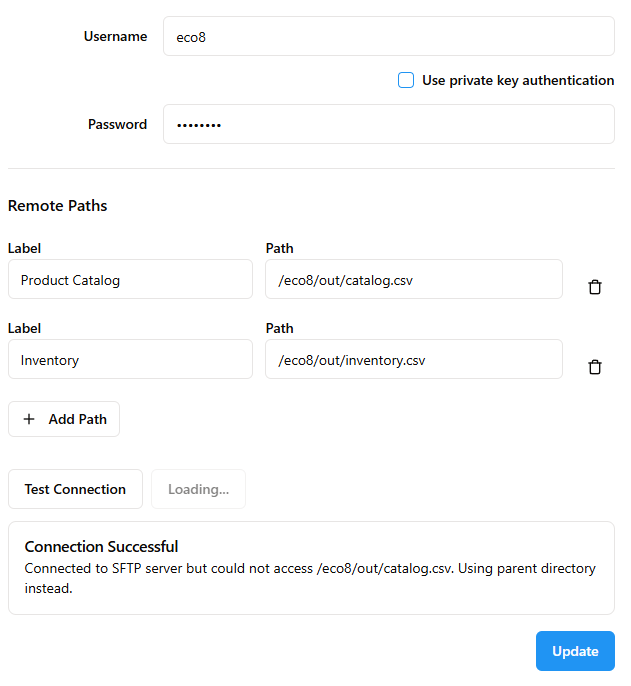 Username
eco8
Use private key authentication
Password
••••••••
Remote Paths
Label Path
Product Catalog /eco8/out/catalog.csv
Label Path
Inventory /eco8/out/inventory.csv
+ Add Path
Test Connection Loading...
Connection Successful
Connected to SFTP server but could not access /eco8/out/catalog.csv. Using parent directory
instead.
Update